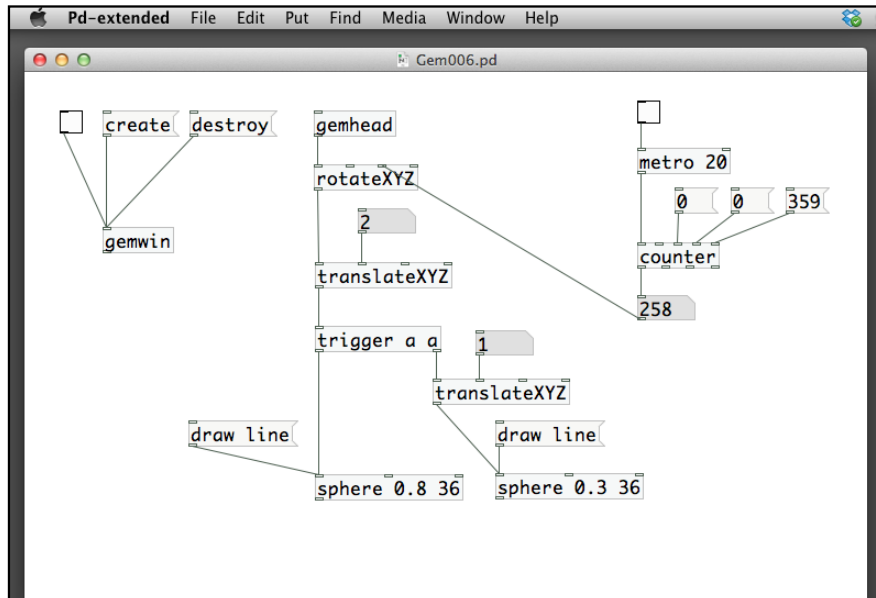 Pd-extended File Edit Put Find Media Window Help
Gem006.pd
create destroy gemhead
metro 20
rotateXYZ
0 0 359
2
gemwin
counter
translateXYZ
258
trigger a a
1
translateXYZ
draw line draw line
sphere 0.8 36 sphere 0.3 36